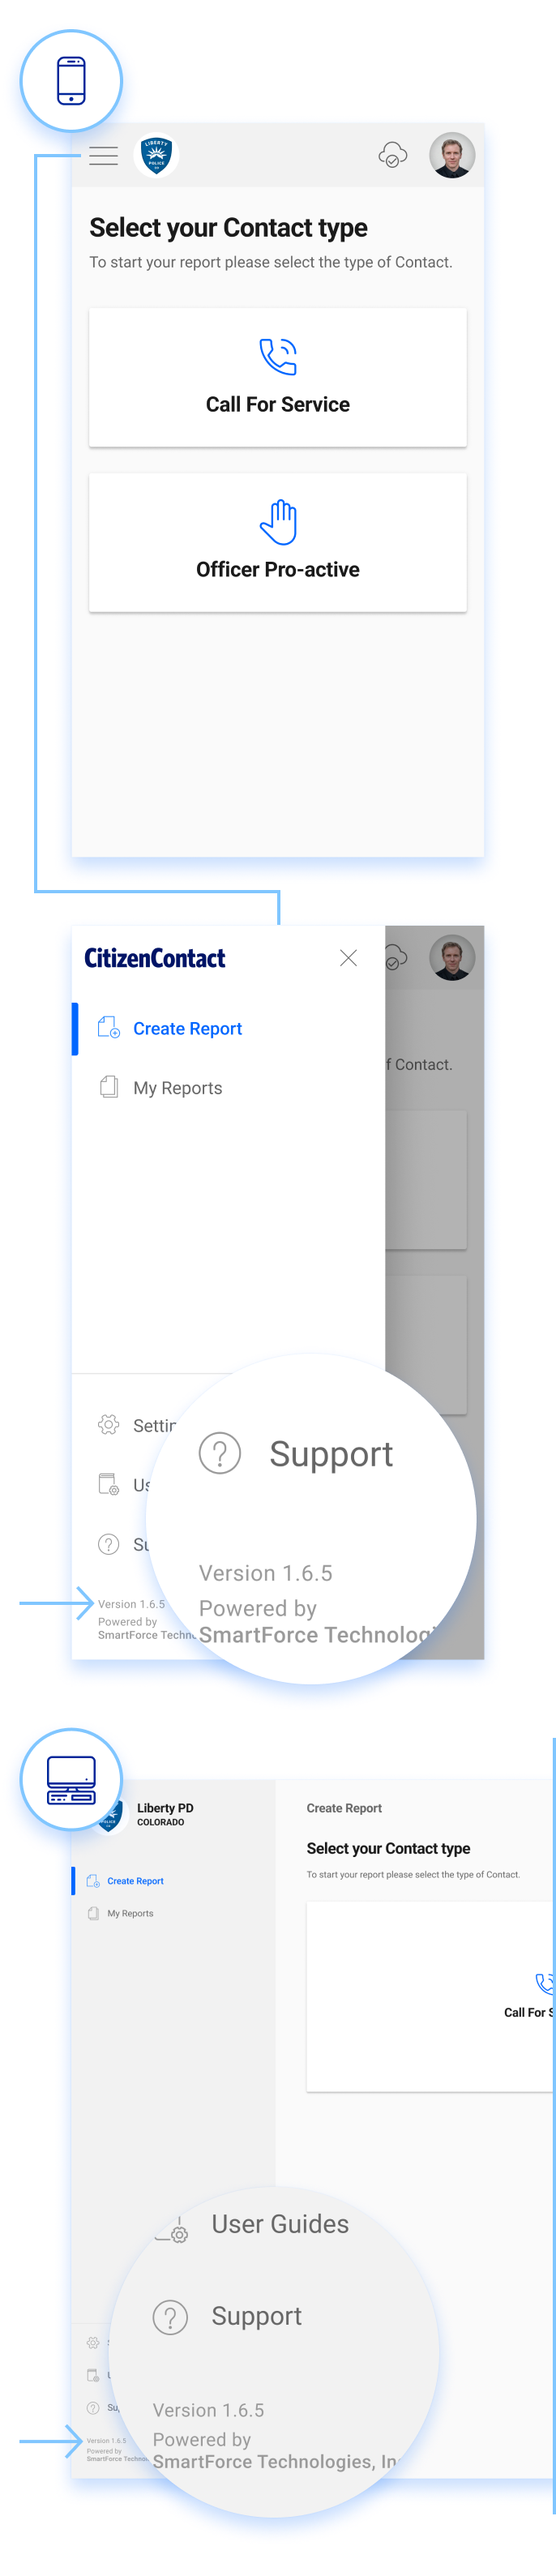 LIBERTY
POLICE
Select your Contact type
To start your report please select the type of Contact.
Call For Service
Officer Pro-active
CitizenContact
Create Report
f Contact.
My Reports
Settin
Us
Su
Support
Version 1.6.5
Powered by
SmartForce Techn
Version 1.6.5
Powered by
SmartForce Technolog
POLICE
Liberty PD
COLORADO
Create Report
My Reports
Create Report
Select your Contact type
To start your report please select the type of Contact.
Call For S
User Guides
Support
Su
Version 1.6.5
Powered by
SmartForce Techno
Version 1.6.5
Powered by
SmartForce Technologies, In